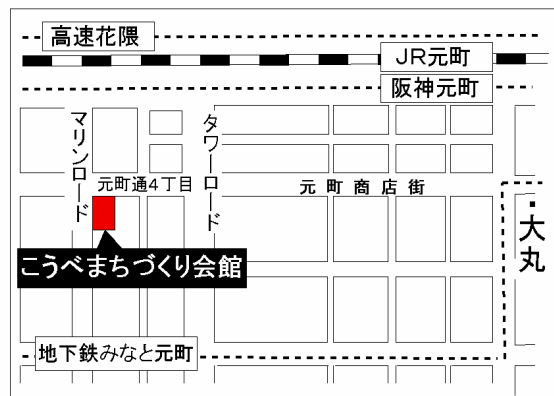 高速花隈
JR元町
阪神元町
マリンロード
タワーロード
元町通4丁目
元町商店街
・大丸
こうべまちづくり会館
地下鉄みなと元町